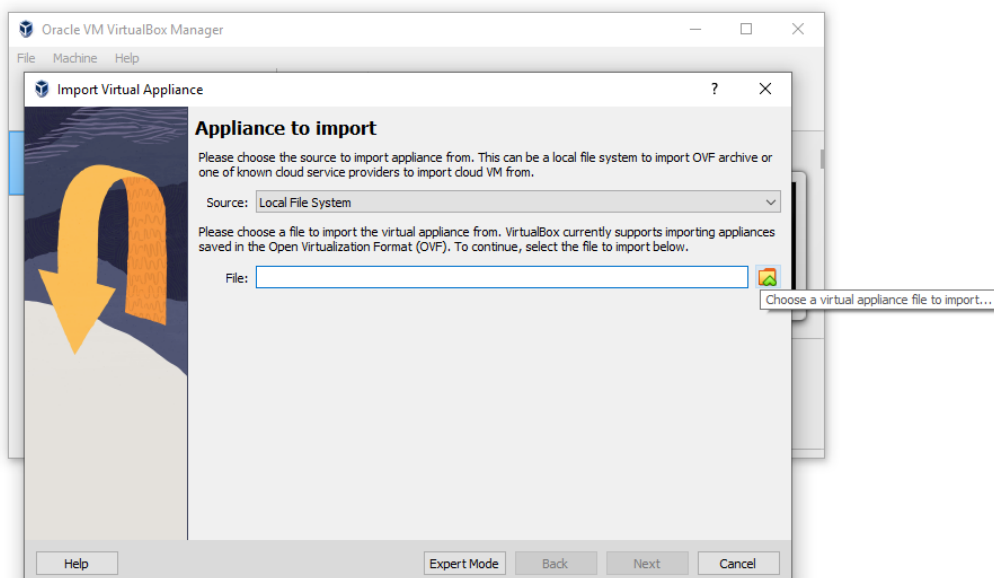 Oracle VM VirtualBox Manager
File Machine Help
Import Virtual Appliance
?
Appliance to import
Please choose the source to import appliance from. This can be a local file system to import OVF archive or
one of known cloud service providers to import cloud VM from.
Source: Local File System
Please choose a file to import the virtual appliance from. VirtualBox currently supports importing appliances
saved in the Open Virtualization Format (OVF). To continue, select the file to import below.
File:
Choose a virtual appliance file to import...
Help Expert Mode Back Next Cancel